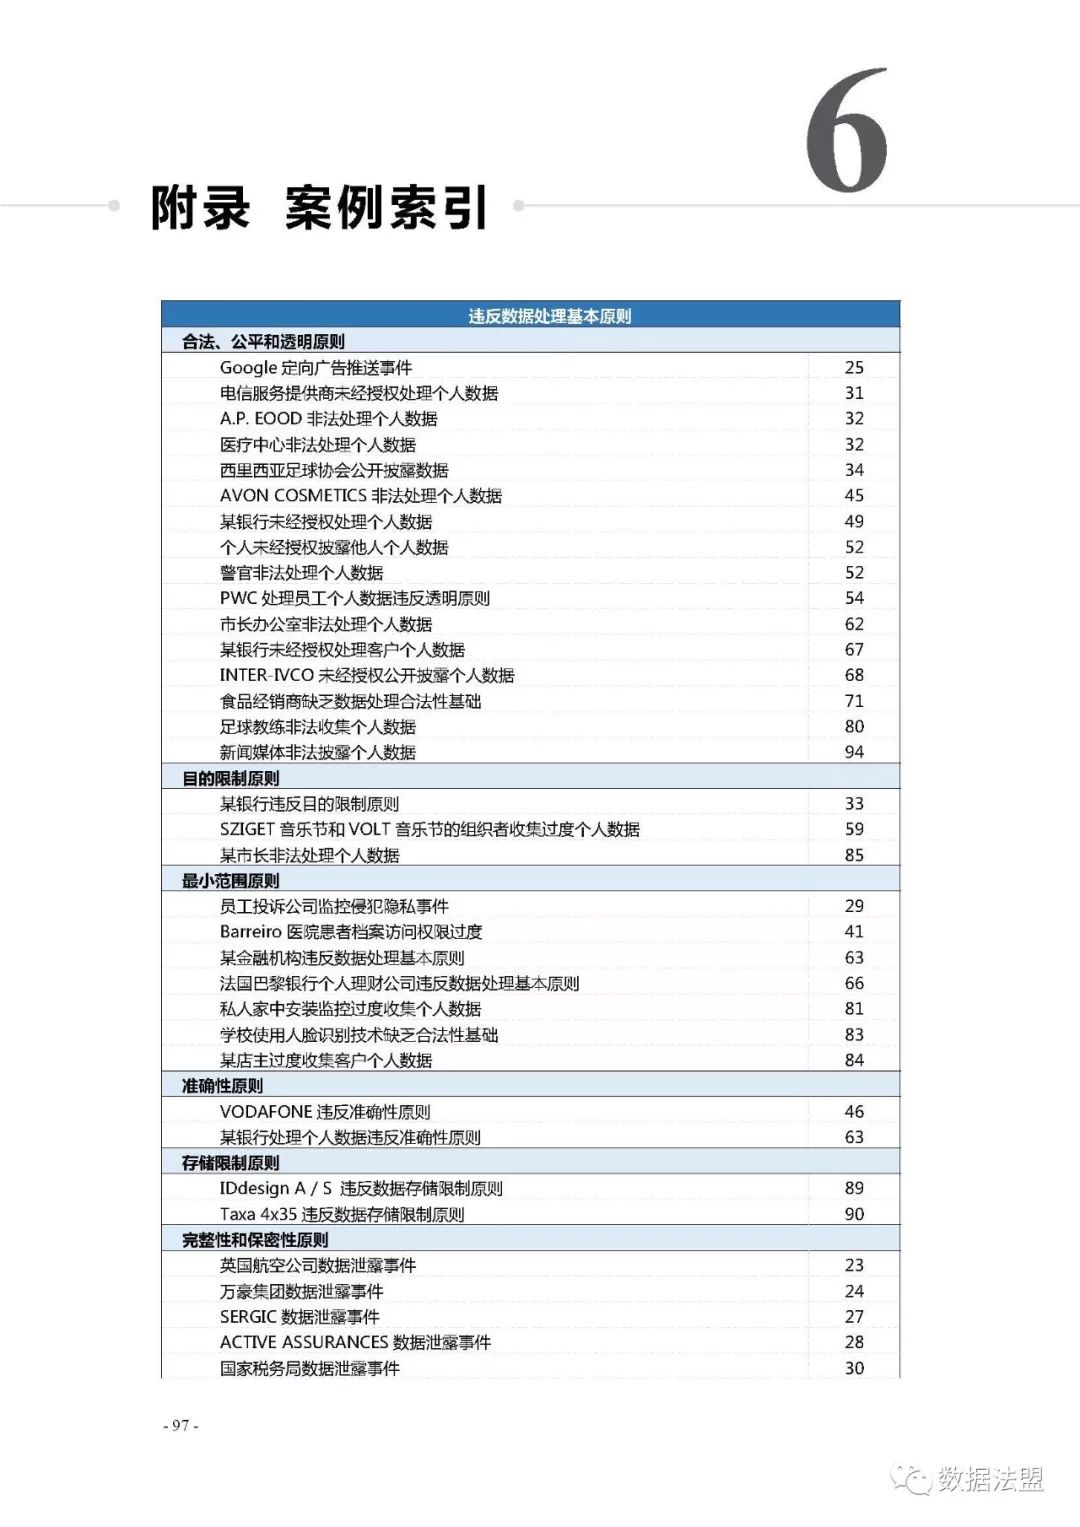 6
附录 案例索引
违反数据处理基本原则
合法、公平和透明原则
Google 定向广告推送事件 25
电信服务提供商未经授权处理个人数据 31
A.P. EOOD 非法处理个人数据 32
医疗中心非法处理个人数据 32
西里西亚足球协会公开披露数据 34
AVON COSMETICS 非法处理个人数据 45
某银行未经授权处理个人数据 49
个人未经授权披露他人个人数据 52
警官非法处理个人数据 52
PWC 处理员工个人数据违反透明原则 54
市长办公室非法处理个人数据 62
某银行未经授权处理客户个人数据 67
INTER-IVCO 未经授权公开披露个人数据 68
食品经销商缺乏数据处理合法性基础 71
足球教练非法收集个人数据 80
新闻媒体非法披露个人数据 94
目的限制原则
某银行违反目的限制原则 33
SZIGET 音乐节和 VOLT 音乐节的组织者收集过度个人数据 59
某市长非法处理个人数据 85
最小范围原则
员工投诉公司监控侵犯隐私事件 29
Barreiro 医院患者档案访问权限过度 41
某金融机构违反数据处理基本原则 63
法国巴黎银行个人理财公司违反数据处理基本原则 66
私人家中安装监控过度收集个人数据 81
学校使用人脸识别技术缺乏合法性基础 83
某店主过度收集客户个人数据 84
准确性原则
VODAFONE 违反准确性原则 46
某银行处理个人数据违反准确性原则 63
存储限制原则
IDdesign A / S 违反数据存储限制原则 89
Taxa 4x35 违反数据存储限制原则 90
完整性和保密性原则
英国航空公司数据泄露事件 23
万豪集团数据泄露事件 24
SERGIC 数据泄露事件 27
ACTIVE ASSURANCES 数据泄露事件 28
国家税务局数据泄露事件 30
- 97 -
数据法盟